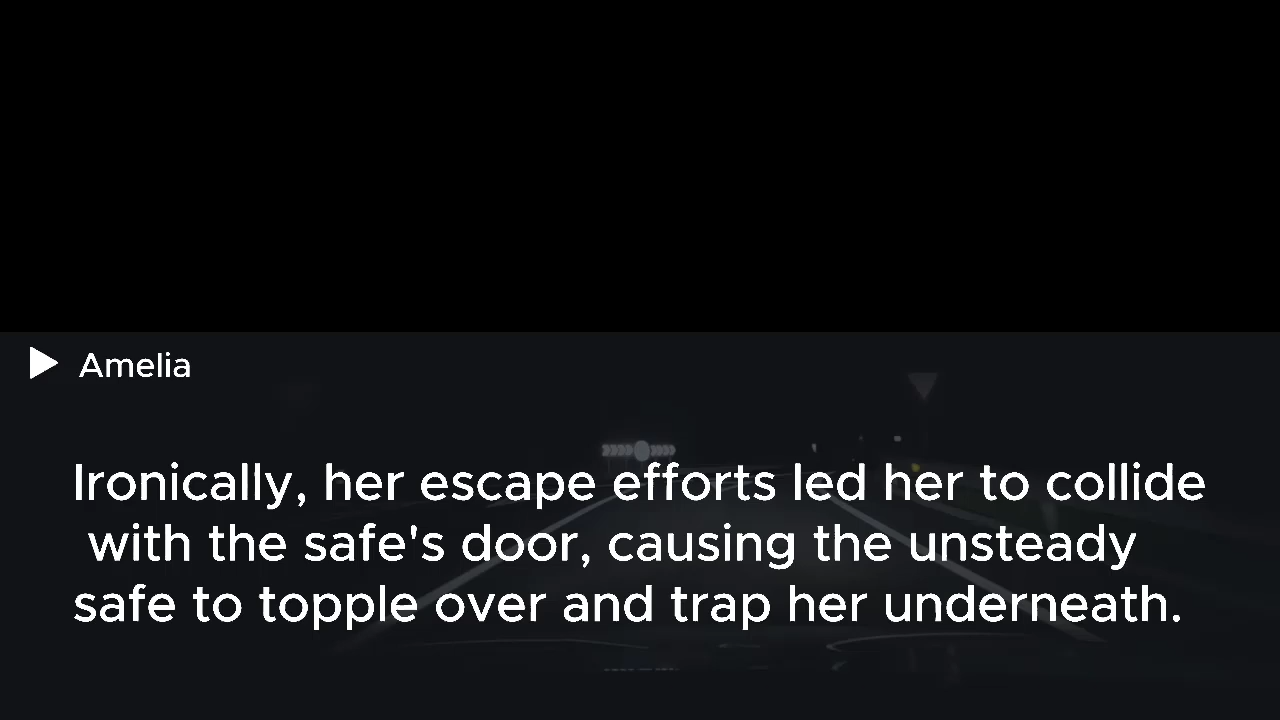 Amelia
Ironically, her escape efforts led her to collide
with the safe's door, causing the unsteady
safe to topple over and trap her underneath.